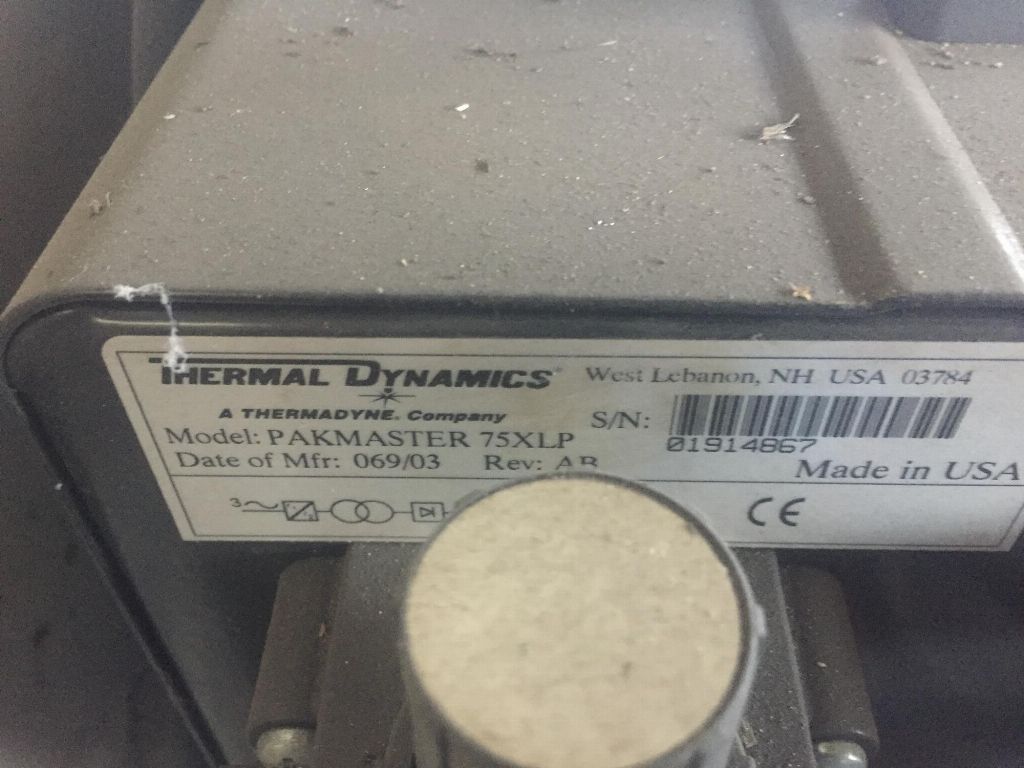 THERMAL DYNAMICS®
A THERMADYNE® Company
West Lebanon, NH USA 03784
S/N:
01914867
Model: PAKMASTER 75XLP
Date of Mfr: 069/03 Rev: AB
Made in USA
3~
CE